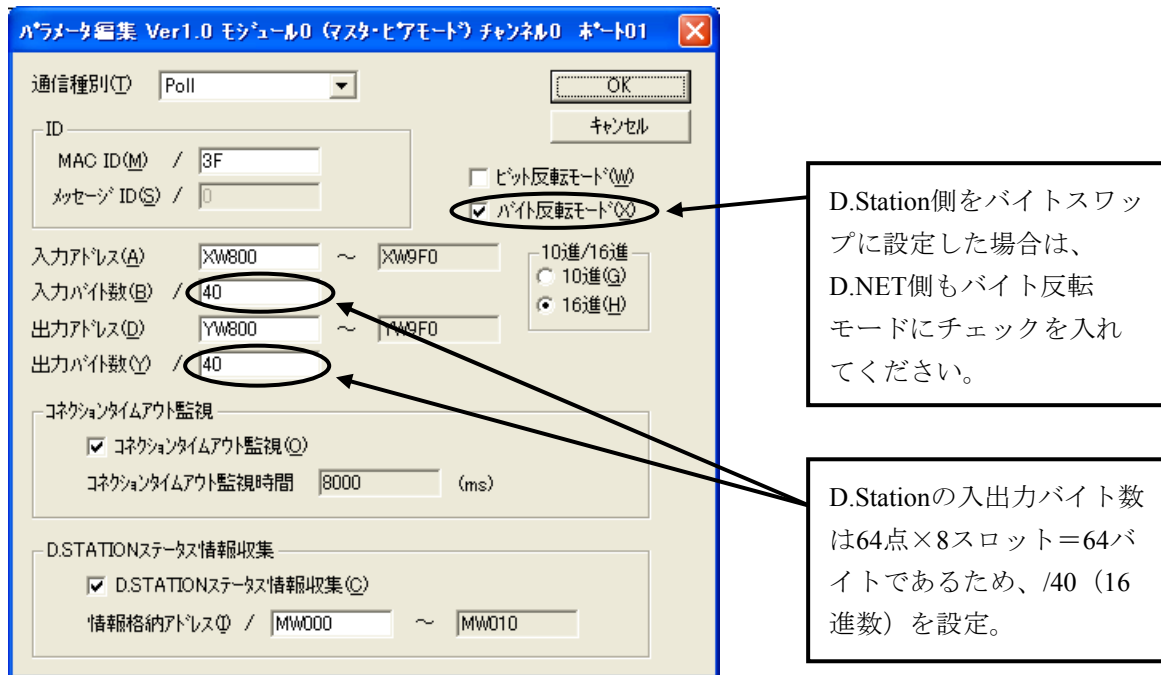 パラメータ編集 Ver1.0 モジュール0 (マスタ・ピアモード) チャンネル0 ポート01
通信種別(T) Poll
OK
キャンセル
ID
MAC ID(M) / 3F
メッセージ ID(S) / 0
ビット反転モード(W)
バイト反転モード(X)
入力アドレス(A) XW800 ～ XW9F0
入力バイト数(B) / 40
出力アドレス(D) YW800 ～ YW9F0
出力バイト数(Y) / 40
10進/16進
10進(G)
16進(H)
コネクションタイムアウト監視
コネクションタイムアウト監視(O)
コネクションタイムアウト監視時間 8000 (ms)
D.STATIONステータス情報収集
D.STATIONステータス情報収集(C)
情報格納アドレス(I) / MW000 ～ MW010
D.Station側をバイトスワッ
プに設定した場合は、
D.NET側もバイト反転
モードにチェックを入れ
てください。
D.Stationの入出力バイト数
は64点×8スロット＝64バ
イトであるため、/40（16
進数）を設定。